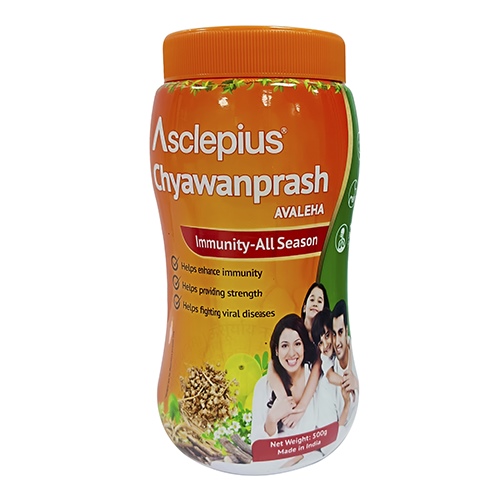 Asclepius®
Chyawanprash
AVALEHA
Immunity-All Season
Helps enhance immunity
Helps providing strength
Helps fighting viral diseases
Net Weight: 500g
Made in India